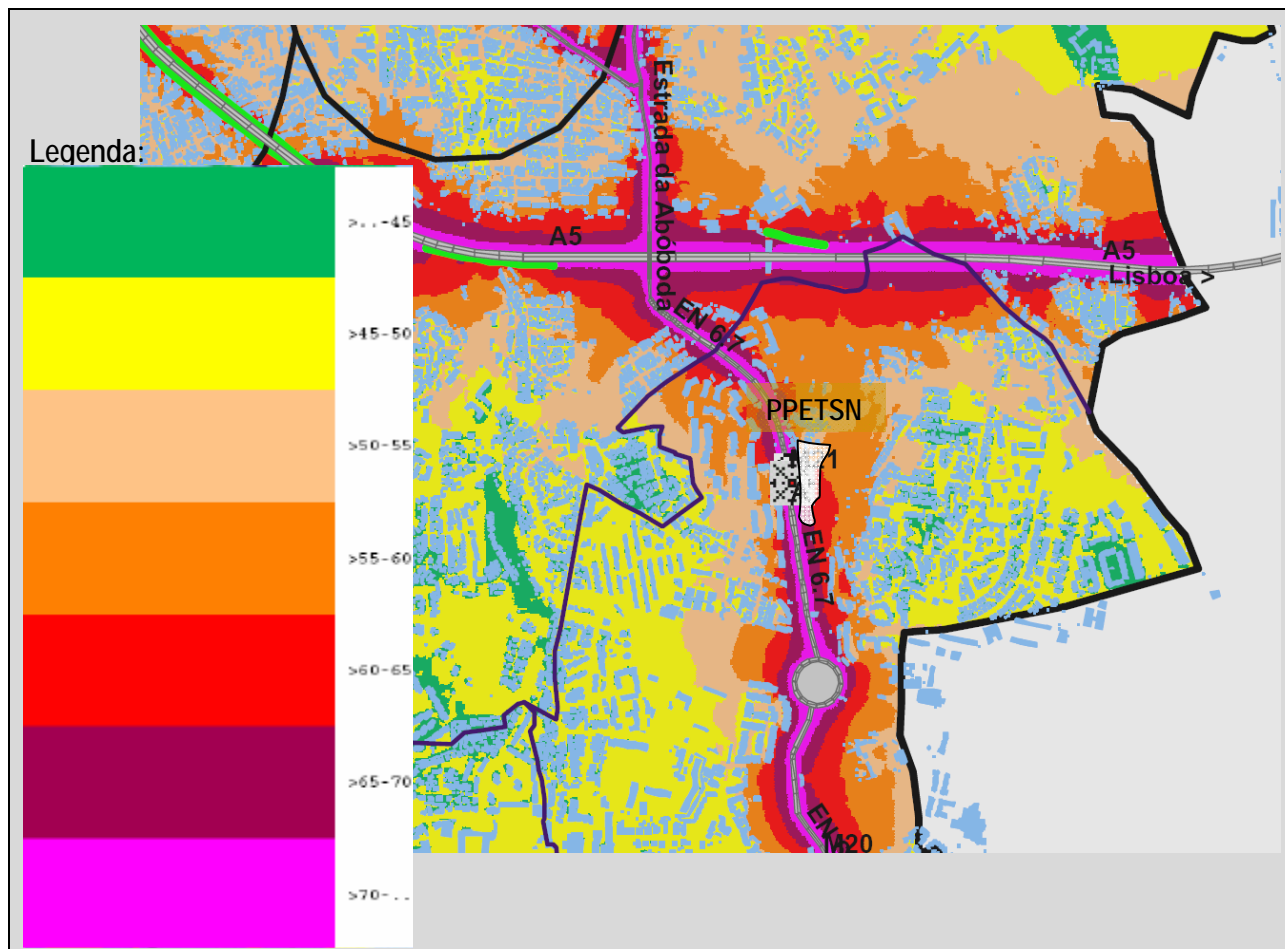 Estrada da Abóboda
Legenda:
>..-45
A5
A5
Lisboa >
EN 6.7
>45-50
PPETSN
>50-55
>55-60
EN 6.7
>60-65
>65-70
M20
>70-..